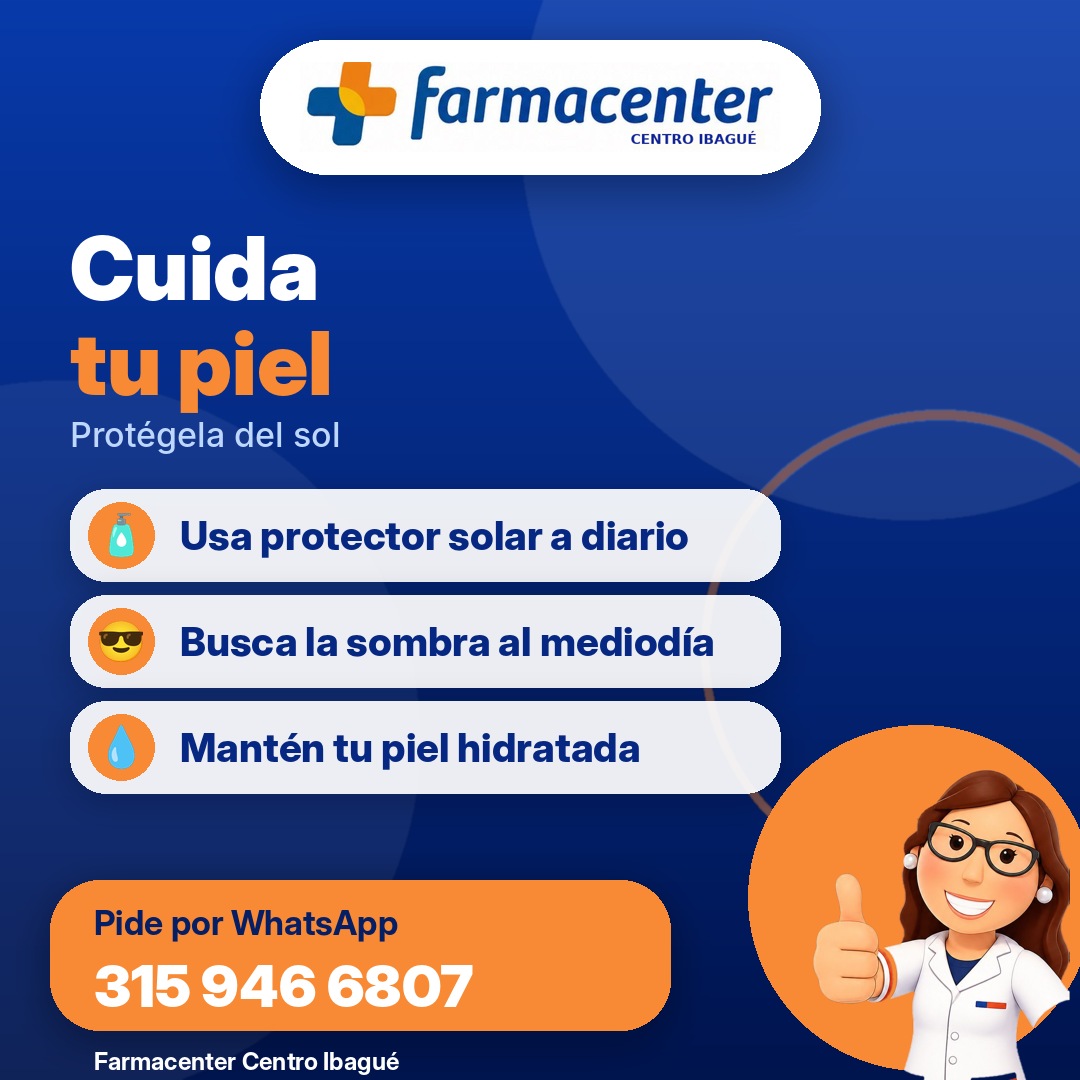 farmacenter
CENTRO IBAGUÉ
Cuida
tu piel
Protégela del sol
Usa protector solar a diario
Busca la sombra al mediodía
Mantén tu piel hidratada
Pide por WhatsApp
315 946 6807
Farmacenter Centro Ibagué